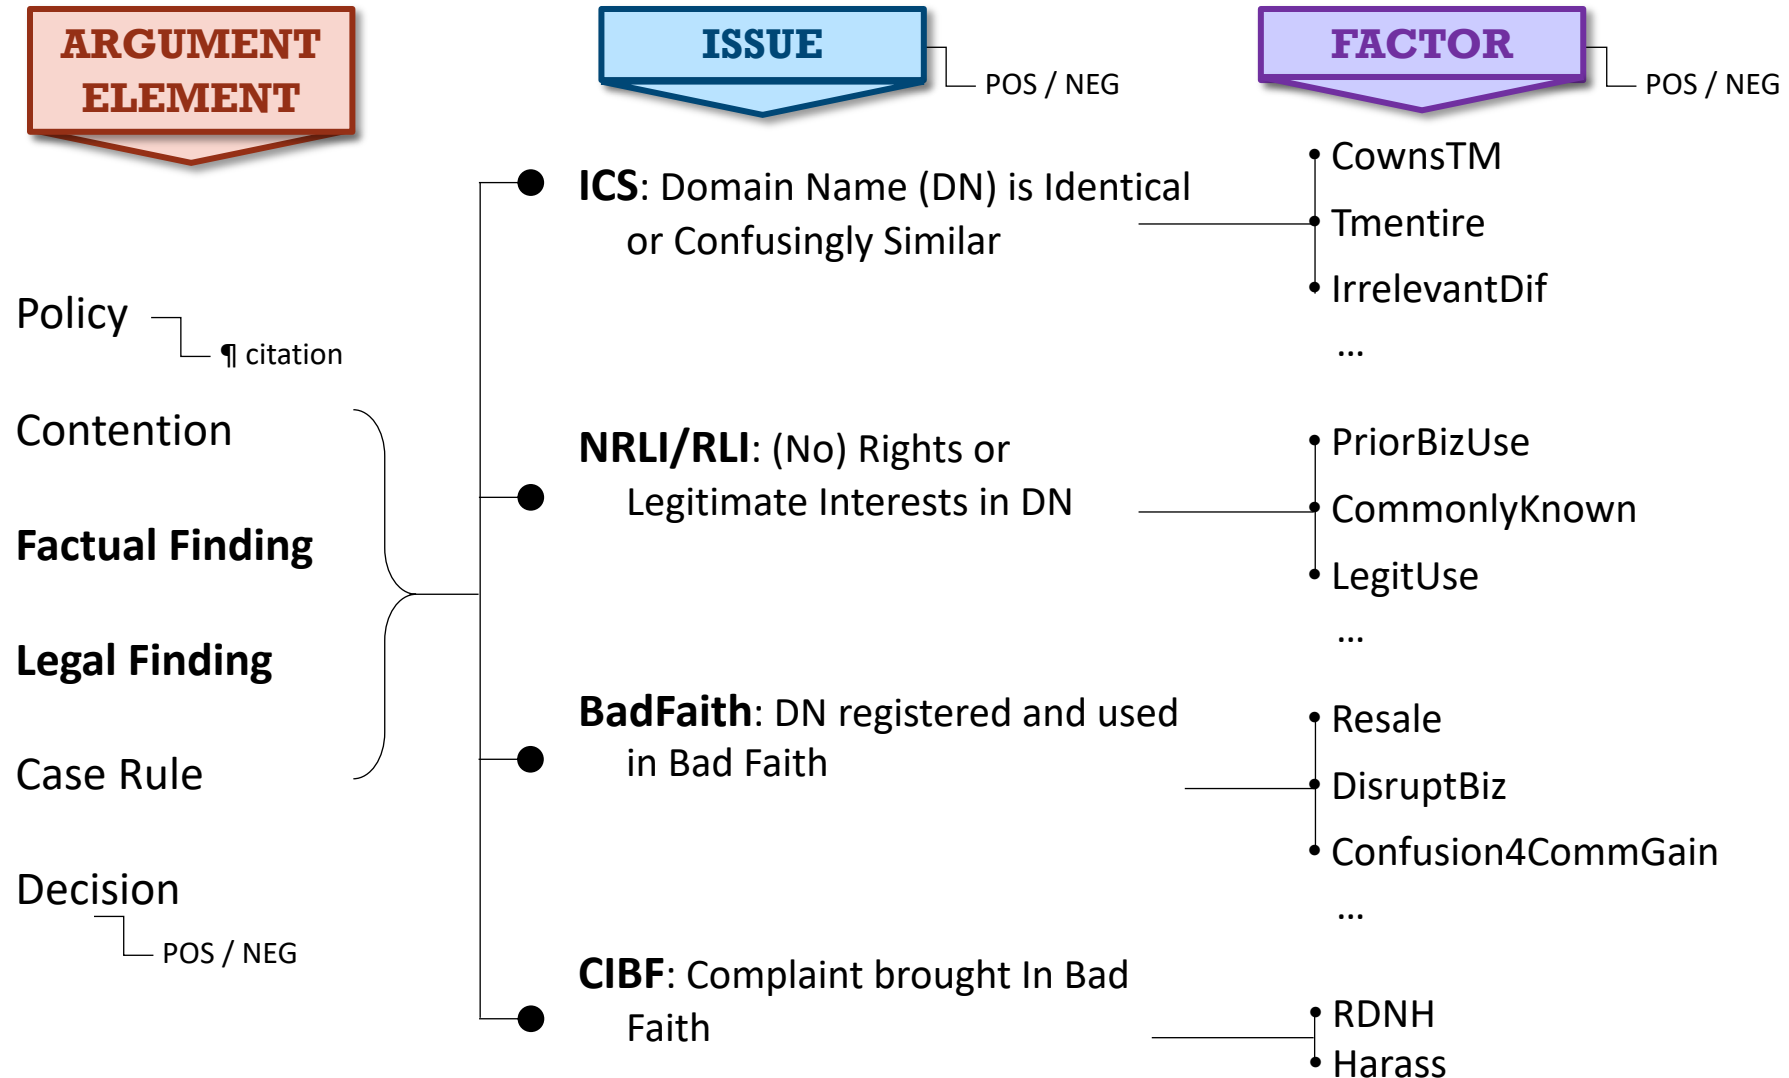 ARGUMENT
ELEMENT
Policy
¶ citation
Contention
Factual Finding
Legal Finding
Case Rule
Decision
POS / NEG
ISSUE
POS / NEG
ICS: Domain Name (DN) is Identical
or Confusingly Similar
NRLI/RLI: (No) Rights or
Legitimate Interests in DN
BadFaith: DN registered and used
in Bad Faith
CIBF: Complaint brought In Bad
Faith
FACTOR
POS / NEG
• CownsTM
• Tmentire
• IrrelevantDif
...
• PriorBizUse
• CommonlyKnown
• LegitUse
...
• Resale
• DisruptBiz
• Confusion4CommGain
...
• RDNH
• Harass